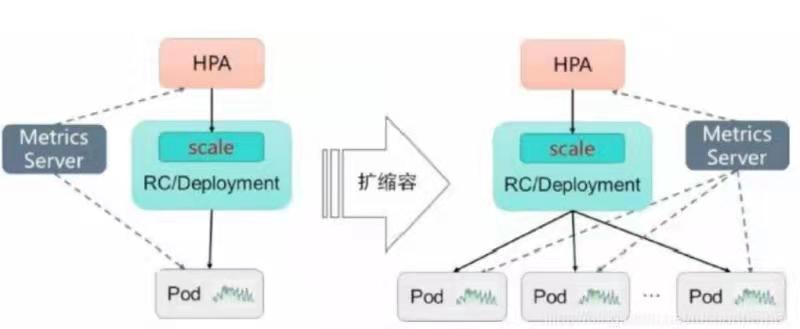 HPA
Metrics
Server
scale
RC/Deployment
Pod
扩缩容
HPA
Metrics
Server
scale
RC/Deployment
Pod
Pod
...
Pod